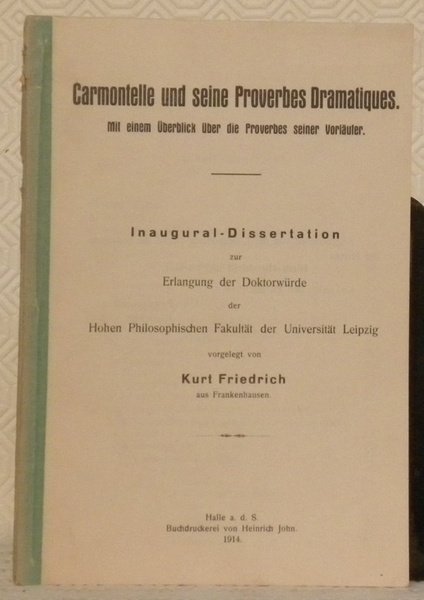 Carmontelle und seine Proverbes Dramatiques.
Mit einem Überblick über die Proverbes seiner Vorläufer.
Inaugural-Dissertation
zur
Erlangung der Doktorwürde
der
Hohen Philosophischen Fakultät der Universität Leipzig
vorgelegt von
Kurt Friedrich
aus Frankenhausen.
Halle a. d. S.
Buchdruckerei von Heinrich John.
1914.